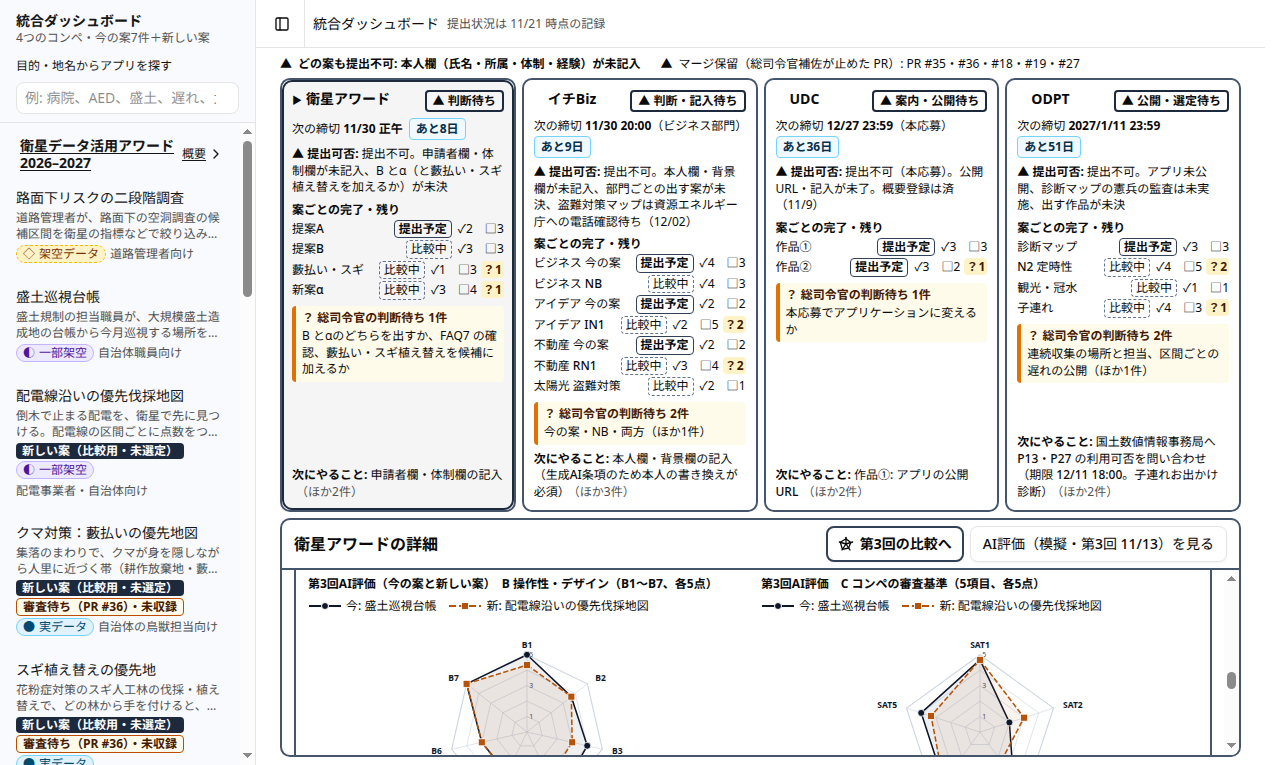 統合ダッシュボード
4つのコンペ・今の案7件＋新しい案
目的・地名からアプリを探す
例: 病院、AED、盛土、遅れ、
衛星データ活用アワード 2026–2027
概要
路面下リスクの二段階調査
道路管理者が、路面下の空洞調査の候
補区間を衛星の指標などで絞り込み…
◇ 架空データ 道路管理者向け
盛土巡視台帳
盛土規制の担当職員が、大規模盛土造
成地の台帳から今月巡視する場所を…
一部架空 自治体職員向け
配電線沿いの優先伐採地図
倒木で止まる配電を、衛星で先に見つ
ける。配電線の区間ごとに点数をつ…
新しい案（比較用・未選定）
一部架空
配電事業者・自治体向け
クマ対策：藪払いの優先地図
集落のまわりで、クマが身を隠しなが
ら人里に近づく帯（耕作放棄地・藪…
新しい案（比較用・未選定）
審査待ち（PR #36）・未収録
実データ 自治体の鳥獣担当向け
スギ植え替えの優先地
花粉症対策のスギ人工林の伐採・植え
替えで、どの林から手を付けると、…
新しい案（比較用・未選定）
審査待ち（PR #36）・未収録
実データ
統合ダッシュボード 提出状況は 11/21 時点の記録
▲ どの案も提出不可: 本人欄（氏名・所属・体制・経験）が未記入 ▲ マージ保留（総司令官補佐が止めた PR）: PR #35・#36・#18・#19・#27
▶ 衛星アワード ▲ 判断待ち
次の締切 11/30 正午 あと8日
▲ 提出可否: 提出不可。申請者欄・体
制欄が未記入、B とα（と藪払い・スギ
植え替えを加えるか）が未決
案ごとの完了・残り
提案A 提出予定 ✓2 □3
提案B 比較中 ✓3 □3
藪払い・スギ 比較中 ✓1 □3 ？1
新案α 比較中 ✓3 □4 ？1
？ 総司令官の判断待ち 1件
B とαのどちらを出すか、FAQ7 の確
認、藪払い・スギ植え替えを候補に
加えるか
次にやること: 申請者欄・体制欄の記入
（ほか2件）
イチBiz ▲ 判断・記入待ち
次の締切 11/30 20:00（ビジネス部門）
あと9日
▲ 提出可否: 提出不可。本人欄・背景
欄が未記入、部門ごとの出す案が未
決、盗難対策マップは資源エネルギー
庁への電話確認待ち（12/02）
案ごとの完了・残り
ビジネス 今の案 提出予定 ✓4 □3
ビジネス NB 比較中 ✓4 □3
アイデア 今の案 提出予定 ✓2 □2
アイデア IN1 比較中 ✓2 □5 ？2
不動産 今の案 提出予定 ✓2 □2
不動産 RN1 比較中 ✓3 □4 ？2
太陽光 盗難対策 比較中 ✓2 □1
？ 総司令官の判断待ち 2件
今の案・NB・両方（ほか1件）
次にやること: 本人欄・背景欄の記入
（生成AI条項のため本人の書き換えが
必須）（ほか3件）
UDC ▲ 案内・公開待ち
次の締切 12/27 23:59（本応募）
あと36日
▲ 提出可否: 提出不可（本応募）。公開
URL・記入が未了。概要登録は済
（11/9）
案ごとの完了・残り
作品① 提出予定 ✓3 □3
作品② 提出予定 ✓3 □2 ？1
？ 総司令官の判断待ち 1件
本応募でアプリケーションに変える
か
次にやること: 作品①: アプリの公開
URL（ほか2件）
ODPT ▲ 公開・選定待ち
次の締切 2027/1/11 23:59
あと51日
▲ 提出可否: 提出不可。アプリ未公
開、診断マップの憲兵の監査は未実
施、出す作品が未決
案ごとの完了・残り
診断マップ 提出予定 ✓4 □3
N2 定時性 比較中 ✓4 □5 ？2
観光・冠水 比較中 ✓1 □1
子連れ 比較中 ✓4 □3 ？1
？ 総司令官の判断待ち 2件
連続収集の場所と担当、区間ごとの
遅れの公開（ほか1件）
次にやること: 国土数値情報事務局へ
P13・P27 の利用可否を問い合わせ
（期限 12/11 18:00。子連れお出かけ
診断）（ほか2件）
衛星アワードの詳細
第3回の比較へ
AI評価（模擬・第3回 11/13）を見る
第3回AI評価（今の案と新しい案） B 操作性・デザイン（B1〜B7、各5点）
今: 盛土巡視台帳 新: 配電線沿いの優先伐採地図
B1
5
B7
B2
3
1
B6
B3
第3回AI評価 C コンペの審査基準（5項目、各5点）
今: 盛土巡視台帳 新: 配電線沿いの優先伐採地図
SAT1
5
3
SAT5
SAT2
1